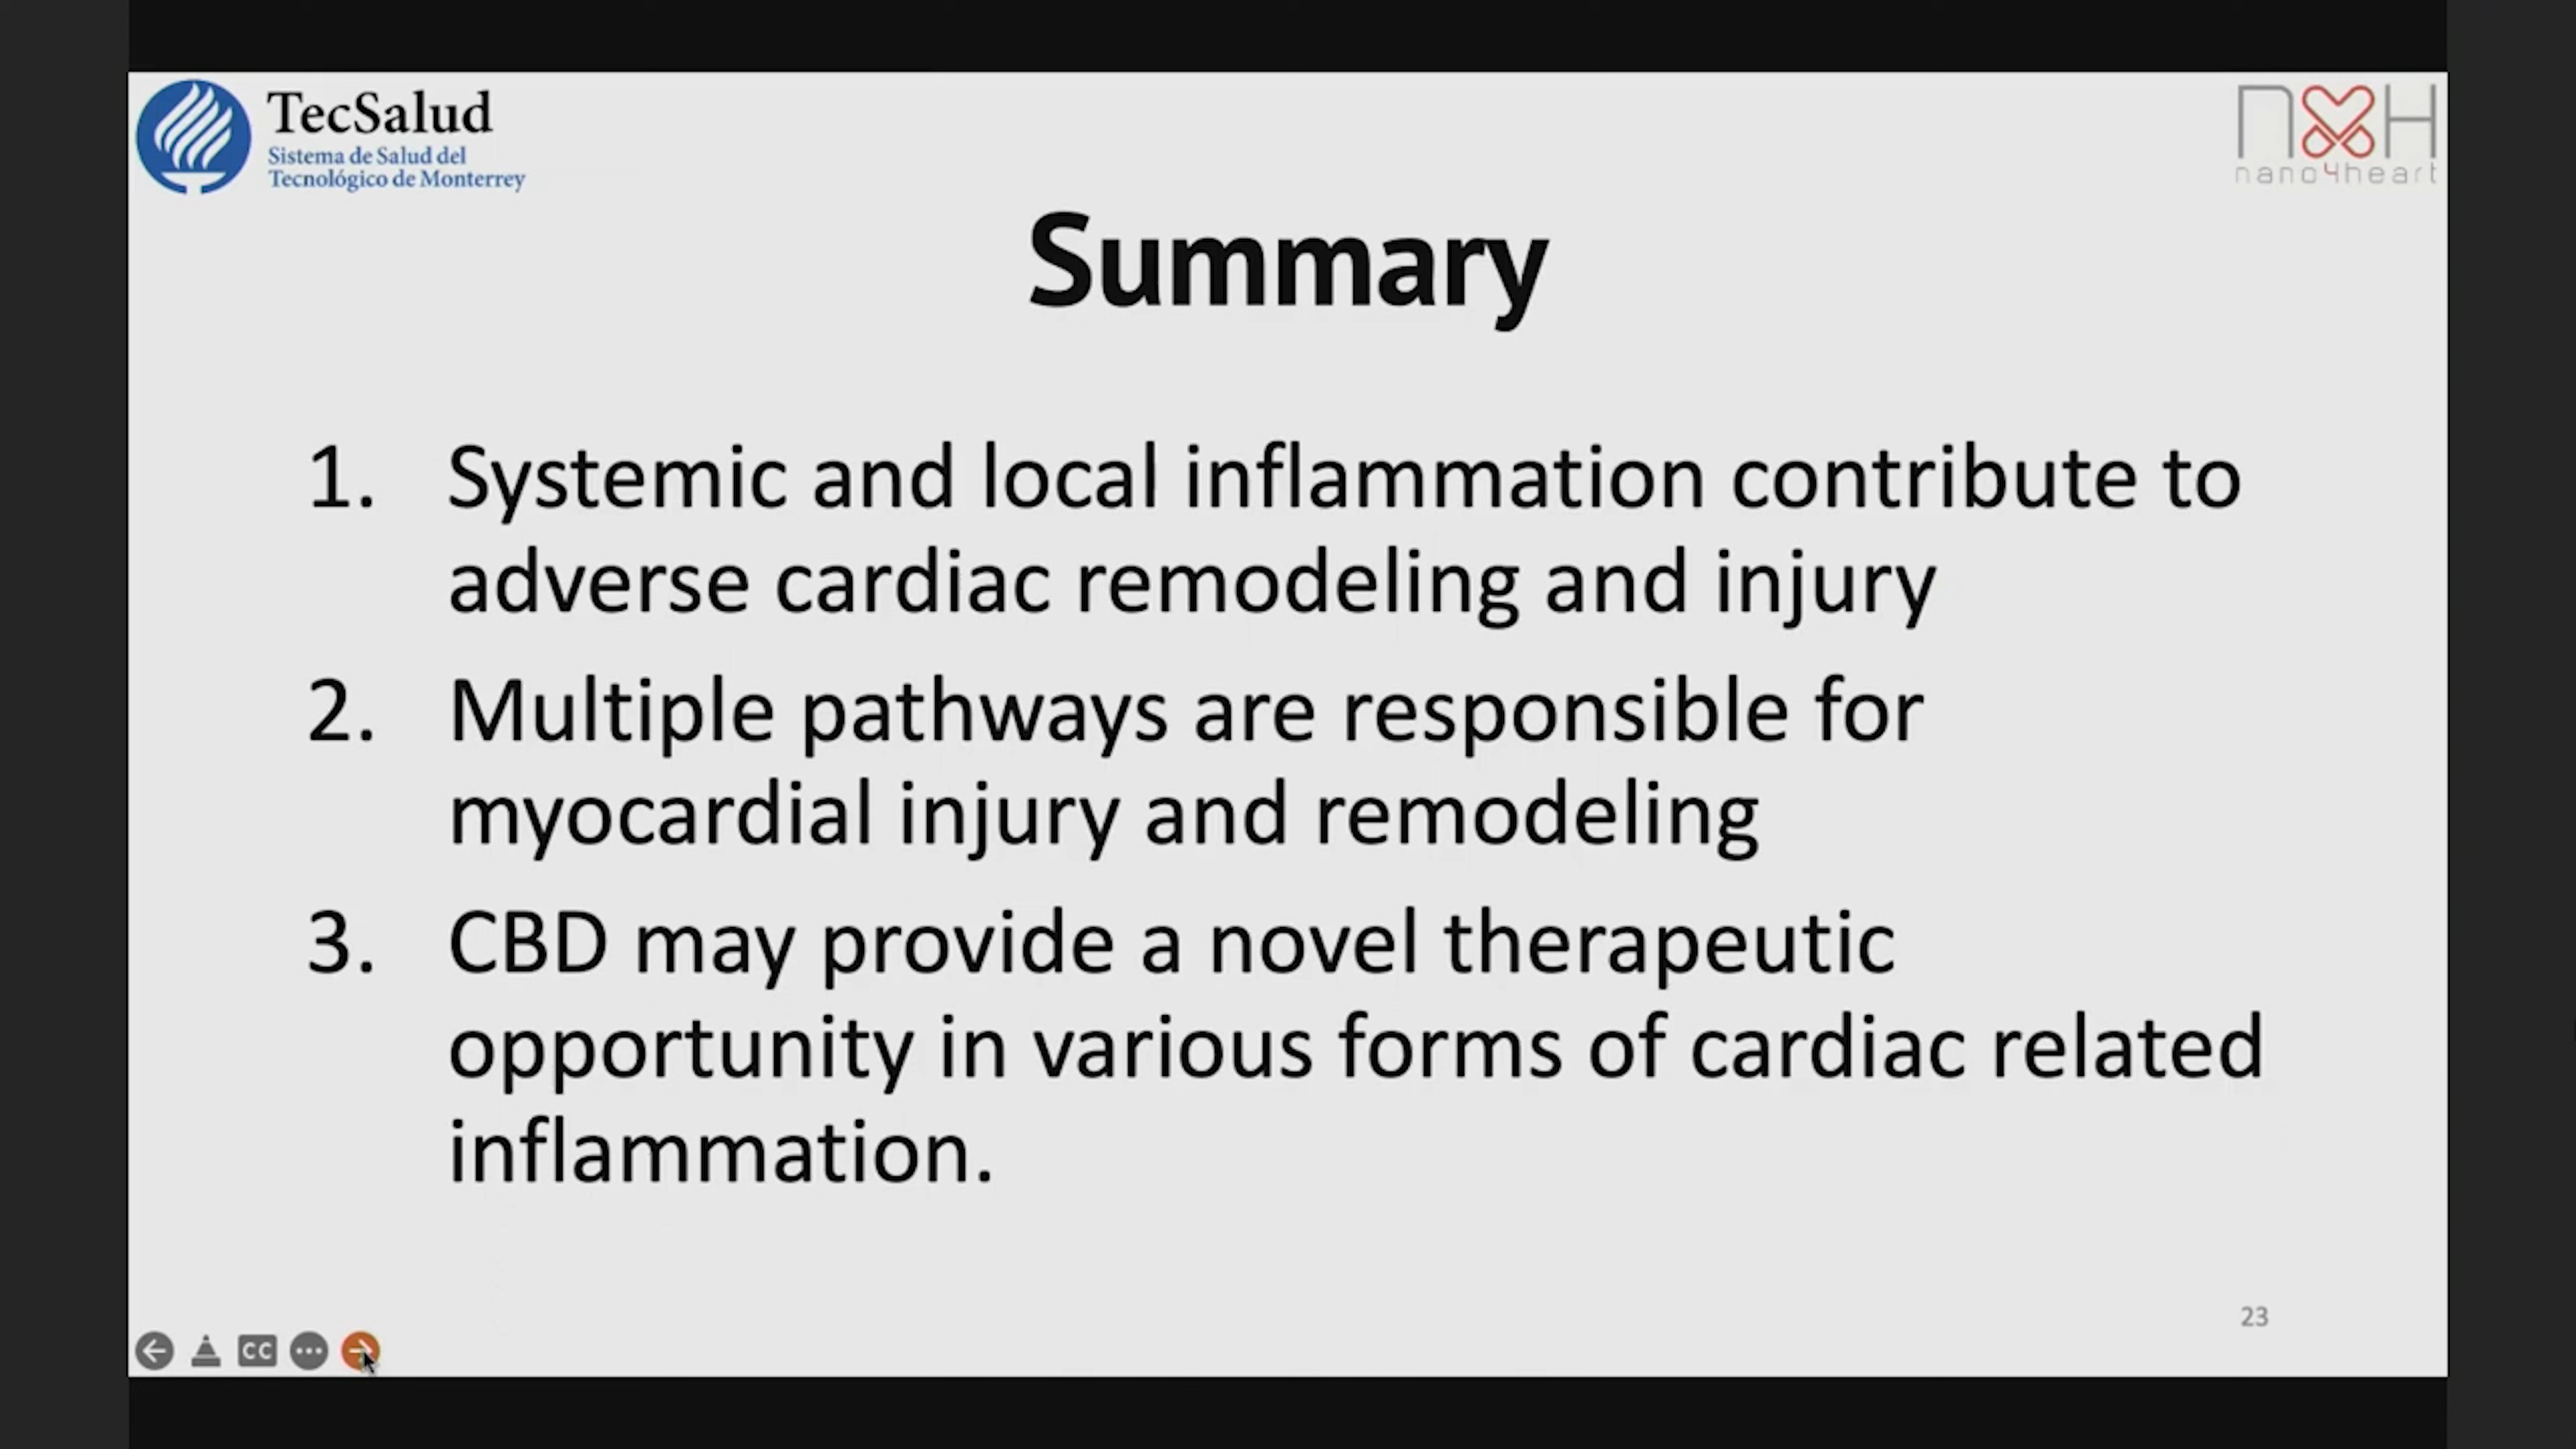 TecSalud
Sistema de Salud del
Tecnológico de Monterrey
nano4heart
Summary
1. Systemic and local inflammation contribute to
adverse cardiac remodeling and injury
2. Multiple pathways are responsible for
myocardial injury and remodeling
3. CBD may provide a novel therapeutic
opportunity in various forms of cardiac related
inflammation.
23
CC